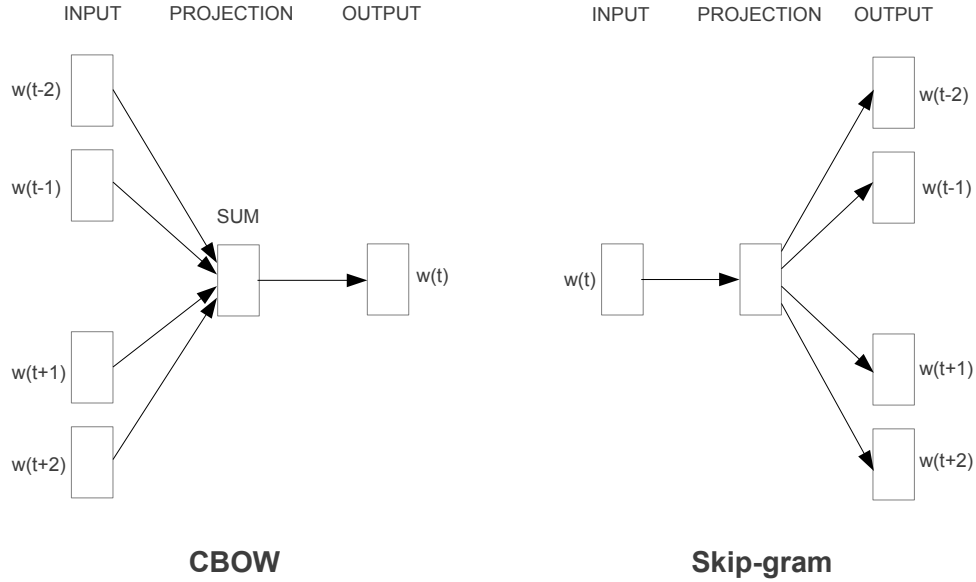 INPUT PROJECTION OUTPUT
w(t-2)
w(t-1)
SUM
w(t)
w(t+1)
w(t+2)
CBOW
INPUT PROJECTION OUTPUT
w(t-2)
w(t-1)
w(t)
w(t+1)
w(t+2)
Skip-gram